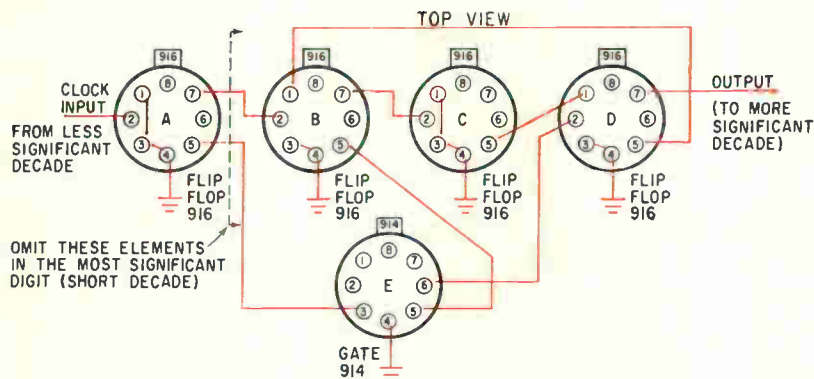 TOP VIEW
916
916
916
916
CLOCK
INPUT
FROM LESS
SIGNIFICANT
DECADE
1
8
7
2
A
6
3
4
5
1
8
7
2
B
6
3
4
5
1
8
7
2
C
6
3
4
5
1
8
7
2
D
6
3
4
5
OUTPUT
(TO MORE
SIGNIFICANT
DECADE)
FLIP
FLOP
916
FLIP
FLOP
916
FLIP
FLOP
916
FLIP
FLOP
916
OMIT THESE ELEMENTS
IN THE MOST SIGNIFICANT
DIGIT (SHORT DECADE)
914
1
8
7
2
E
6
3
4
5
GATE
914